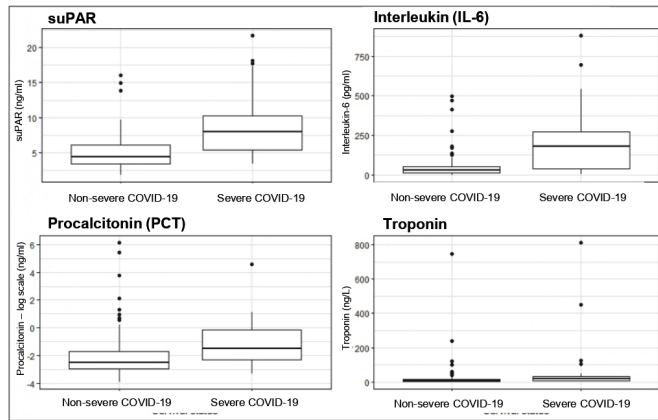 suPAR
suPAR (ng/ml)
20
15
10
5
Non-severe COVID-19 Severe COVID-19
Interleukin (IL-6)
Interleukin-6 (pg/ml)
750
500
250
0
Non-severe COVID-19 Severe COVID-19
Procalcitonin (PCT)
Procalcitonin – log scale (ng/ml)
6
4
2
0
-2
-4
Non-severe COVID-19 Severe COVID-19
Troponin
Troponin (ng/L)
800
600
400
200
0
Non-severe COVID-19 Severe COVID-19